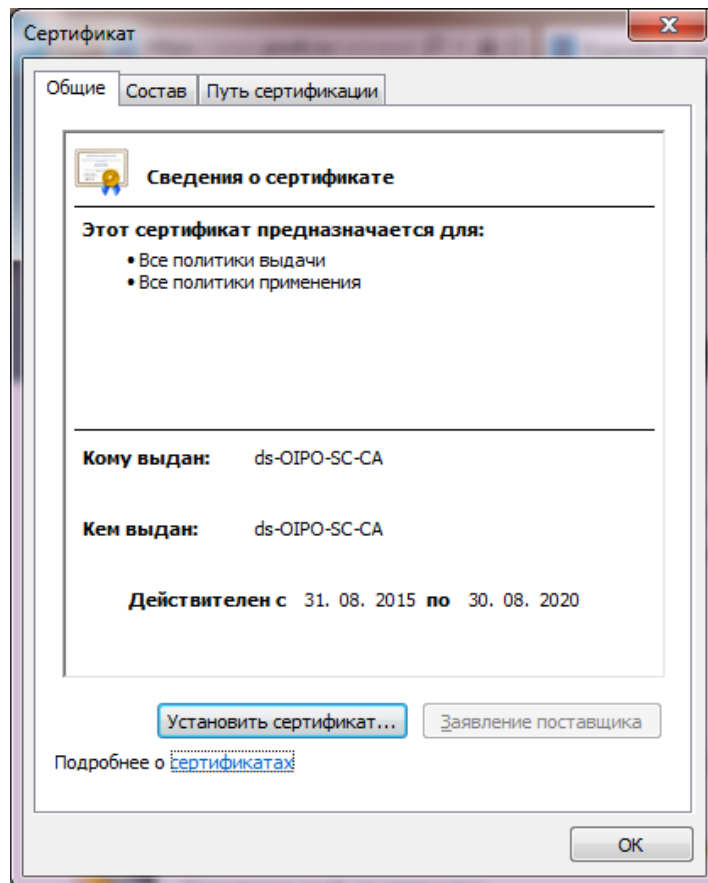 Сертификат
Общие Состав Путь сертификации
Сведения о сертификате
Этот сертификат предназначается для:
• Все политики выдачи
• Все политики применения
Кому выдан: ds-OIPO-SC-CA
Кем выдан: ds-OIPO-SC-CA
Действителен с 31. 08. 2015 по 30. 08. 2020
Установить сертификат... Заявление поставщика
Подробнее о сертификатах
ОК